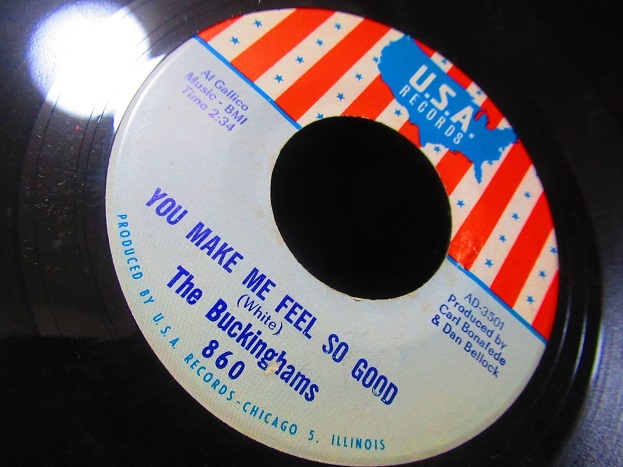 U.S.A.
RECORDS
Al Gallico
Music - BMI
Time 2:34
AD-3501
Produced by
Carl Bonafede
& Dan Bellock
YOU MAKE ME FEEL SO GOOD
(White)
The Buckinghams
860
PRODUCED BY U.S.A. RECORDS-CHICAGO 5, ILLINOIS